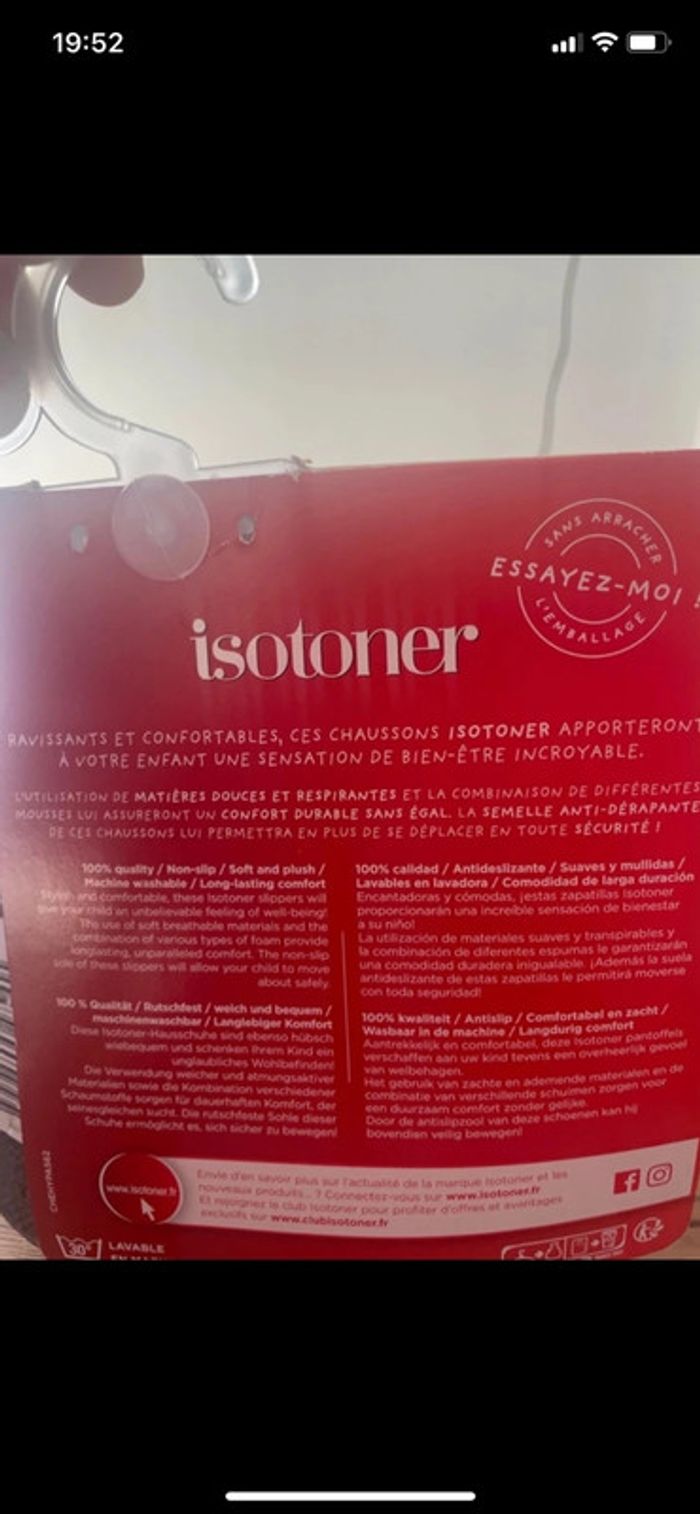 19:52
SANS ARRACHER
ESSAYEZ-MOI !
L'EMBALLAGE
isotoner
RAVISSANTS ET CONFORTABLES, CES CHAUSSONS ISOTONER APPORTERONT
À VOTRE ENFANT UNE SENSATION DE BIEN-ÊTRE INCROYABLE.
L'UTILISATION DE MATIÈRES DOUCES ET RESPIRANTES ET LA COMBINAISON DE DIFFÉRENTES
MOUSSES LUI ASSURERONT UN CONFORT DURABLE SANS ÉGAL. LA SEMELLE ANTI-DÉRAPANTE
DE CES CHAUSSONS LUI PERMETTRA EN PLUS DE SE DÉPLACER EN TOUTE SÉCURITÉ !
100% quality / Non-slip / Soft and plush /
Machine washable / Long-lasting comfort
Stylish and comfortable, these Isotoner slippers will
give your child an unbelievable feeling of well-being!
The use of soft breathable materials and the
combination of various types of foam provide
longlasting, unparalleled comfort. The non-slip
sole of these slippers will allow your child to move
about safely.
100 % Qualität / Rutschfest / weich und bequem /
maschinenwaschbar / Langlebiger Komfort
Diese Isotoner-Hausschuhe sind ebenso hübsch
wiebequem und schenken Ihrem Kind ein
unglaubliches Wohlbefinden
Die Verwendung weicher und atmungsaktiver
Materialien sowie die Kombination verschiedener
Schaumstoffe sorgen für dauerhaften Komfort, der
seinesgleichen sucht. Die rutschfeste Sohle dieser
Schuhe ermöglicht es, sich sicher zu bewegen!
100% calidad / Antideslizante / Suaves y mullidas /
Lavables en lavadora / Comodidad de larga duración
Encantadoras y cómodas, ¡estas zapatillas Isotoner
proporcionarán una increíble sensación de bienestar
a su niño!
La utilización de materiales suaves y transpirables y
la combinación de diferentes espumas le garantizarán
una comodidad duradera inigualable. ¡Además la suela
antideslizante de estas zapatillas le permitirá moverse
con toda seguridad!
100% kwaliteit / Antislip / Comfortabel en zacht /
Wasbaar in de machine / Langdurig comfort
Aantrekkelijk en comfortabel, deze Isotoner pantoffels
verschaffen aan uw kind tevens een overheerlijk gevoel
van welbehagen.
Het gebruik van zachte en ademende materialen en de
combinatie van verschillende schuimen zorgen voor
een duurzaam comfort zonder gelijke.
Door de antislipzool van deze schoenen kan hij
bovendien veilig bewegen!
CHEHYPA562
www.isotoner.fr
Envie d'en savoir plus sur l'actualité de la marque Isotoner et les
nouveaux produits... ? Connectez-vous sur www.isotoner.fr
Et rejoignez le club Isotoner pour profiter d'offres et avantages
exclusifs sur www.clubisotoner.fr
30°
LAVABLE